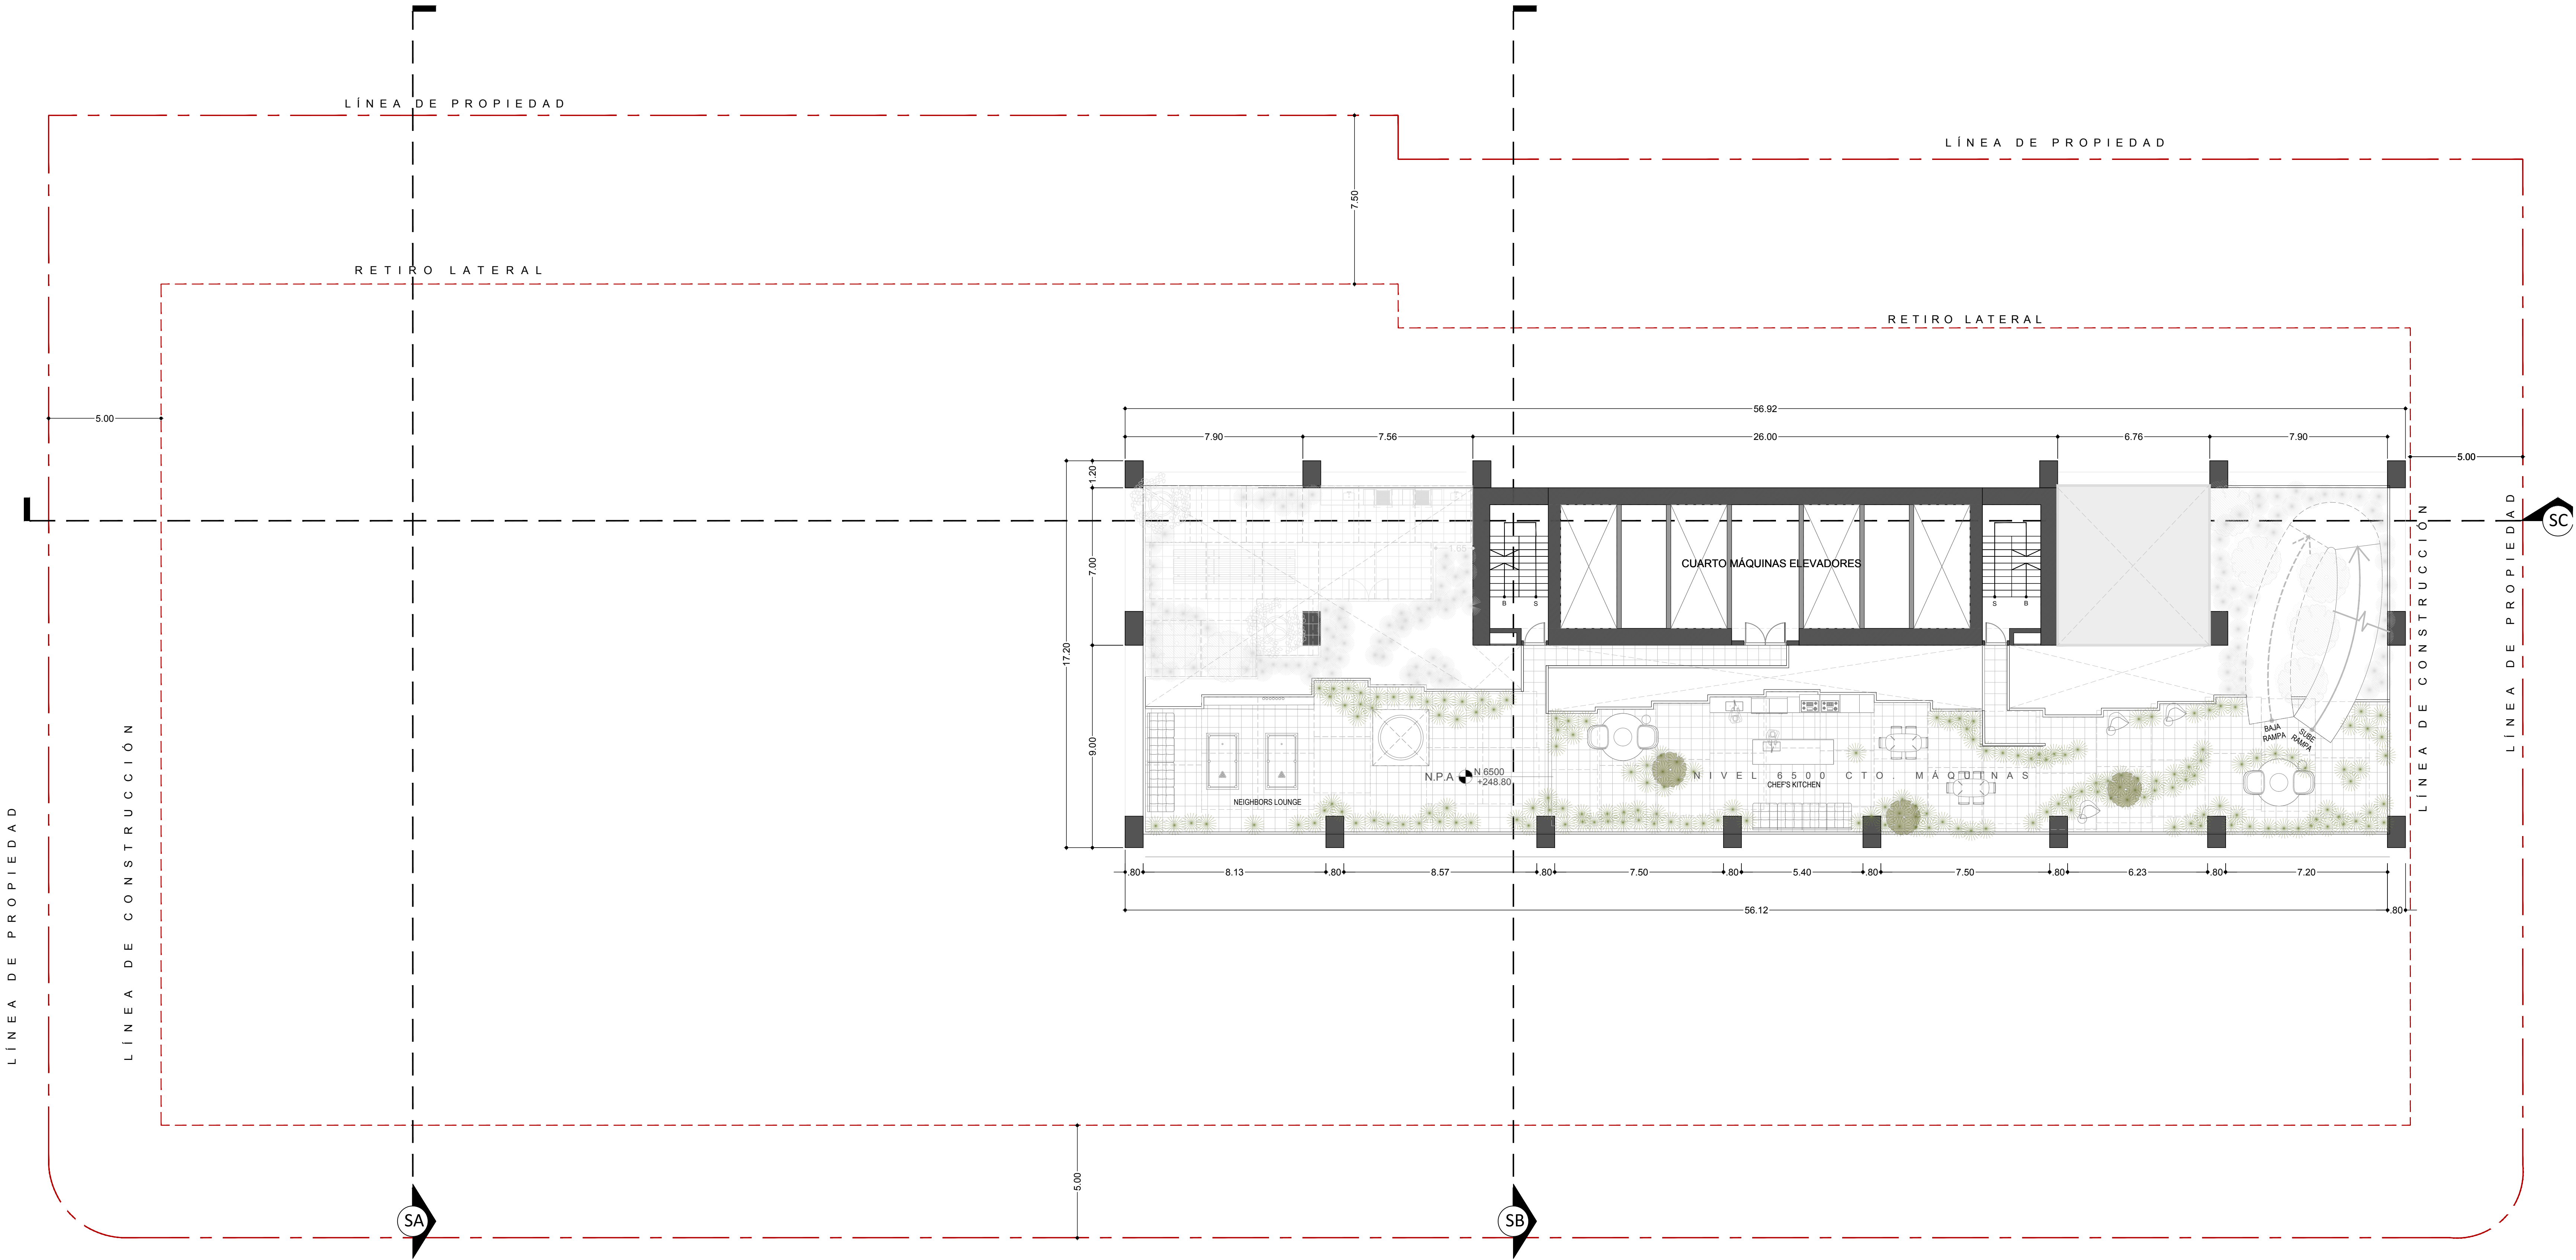 LÍNEA DE PROPIEDAD
LÍNEA DE PROPIEDAD
7.50
RETIRO LATERAL
RETIRO LATERAL
5.00
56.92
7.90
7.56
26.00
6.76
7.90
5.00
1.20
7.00
17.20
9.00
LÍNEA DE CONSTRUCCIÓN
LÍNEA DE PROPIEDAD
SC
1.65
CUARTO MÁQUINAS ELEVADORES
B
S
S
B
BAJA
RAMPA
SUBE
RAMPA
N.P.A
N 6500
+248.80
NIVEL 6500 CTO. MÁQUINAS
CHEF'S KITCHEN
NEIGHBORS LOUNGE
LÍNEA DE PROPIEDAD
LÍNEA DE CONSTRUCCIÓN
.80
8.13
.80
8.57
.80
7.50
.80
5.40
.80
7.50
.80
6.23
.80
7.20
56.12
.80
5.00
SA
SB